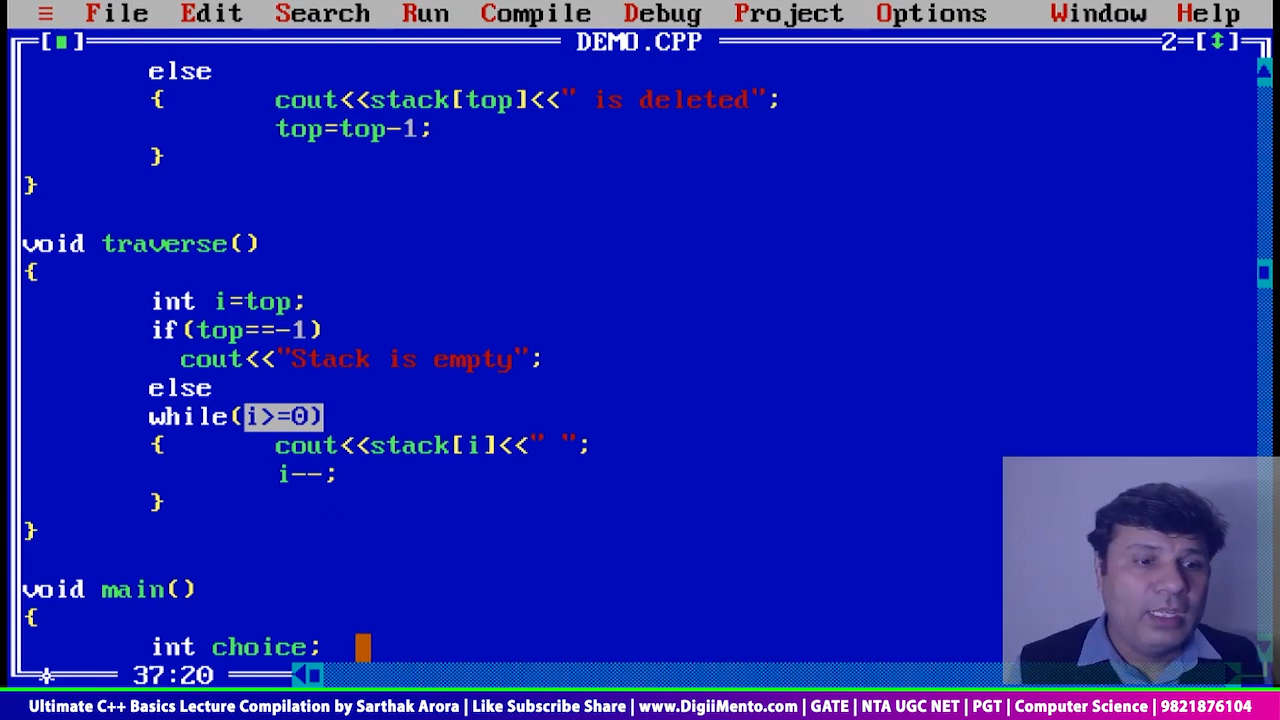 ≡ File Edit Search Run Compile Debug Project Options Window Help
[■] DEMO.CPP 2=[↕]
else
{ cout<<stack[top]<<" is deleted";
top=top-1;
}
}
void traverse()
{
int i=top;
if(top==-1)
cout<<"Stack is empty";
else
while(i>=0)
{ cout<<stack[i]<<" ";
i--;
}
}
void main()
{
int choice;
37:20
Ultimate C++ Basics Lecture Compilation by Sarthak Arora | Like Subscribe Share | www.DigiiMento.com | GATE | NTA UGC NET | PGT | Computer Science | 9821876104